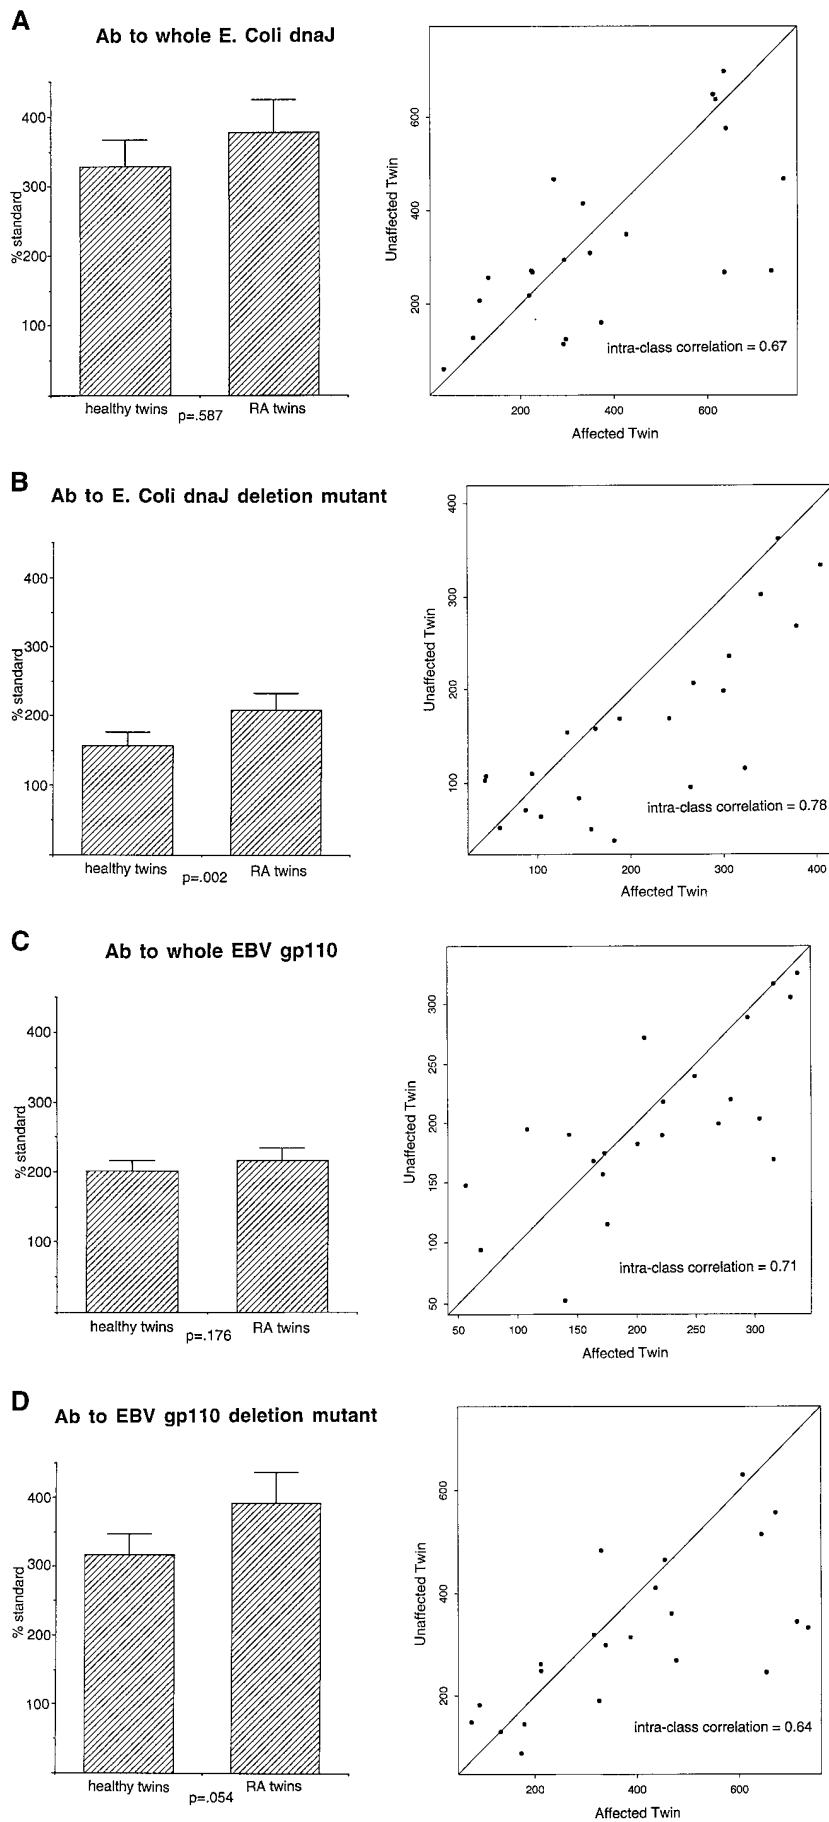 A
Ab to whole E. Coli dnaJ
400
300
200
100
% standard
healthy twins
RA twins
p=.587
600
400
200
Unaffected Twin
intra-class correlation = 0.67
200
400
600
Affected Twin
B
Ab to E. Coli dnaJ deletion mutant
400
300
200
100
% standard
healthy twins
RA twins
p=.002
400
300
200
100
Unaffected Twin
intra-class correlation = 0.78
100
200
300
400
Affected Twin
C
Ab to whole EBV gp110
400
300
200
100
% standard
healthy twins
RA twins
p=.176
300
250
200
150
100
50
Unaffected Twin
intra-class correlation = 0.71
50
100
150
200
250
300
Affected Twin
D
Ab to EBV gp110 deletion mutant
400
300
200
100
% standard
healthy twins
RA twins
p=.054
600
400
200
Unaffected Twin
intra-class correlation = 0.64
200
400
600
Affected Twin